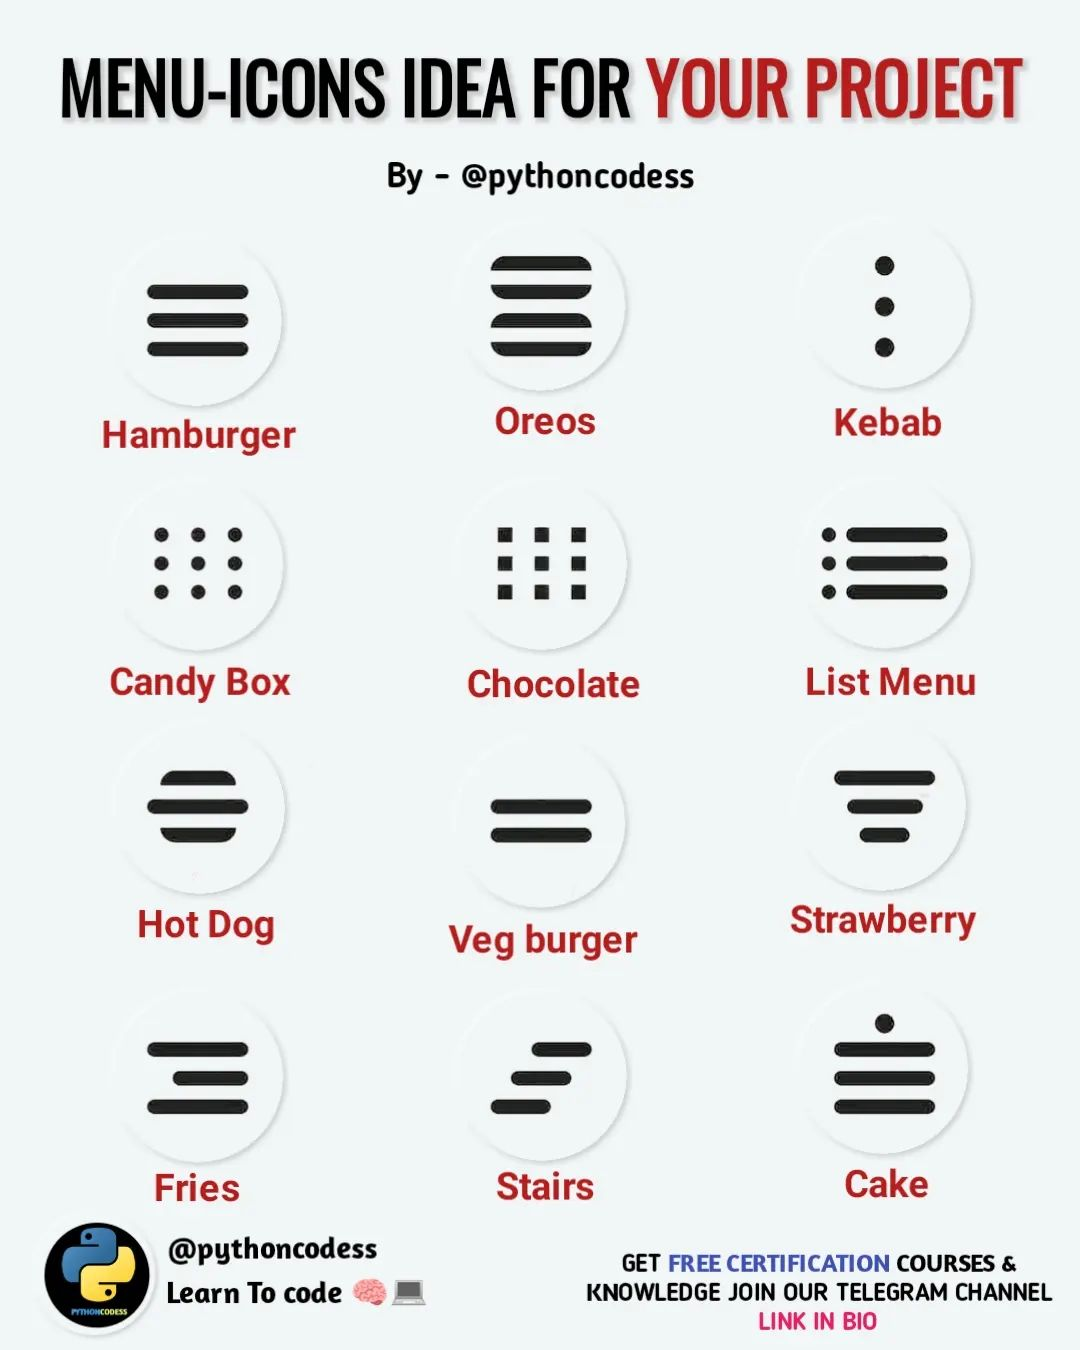 MENU-ICONS IDEA FOR YOUR PROJECT
By - @pythoncodess
Hamburger
Oreos
Kebab
Candy Box
Chocolate
List Menu
Hot Dog
Veg burger
Strawberry
Fries
Stairs
Cake
PYTHONCODESS
@pythoncodess
Learn To code 🧠💻
GET FREE CERTIFICATION COURSES &
KNOWLEDGE JOIN OUR TELEGRAM CHANNEL
LINK IN BIO